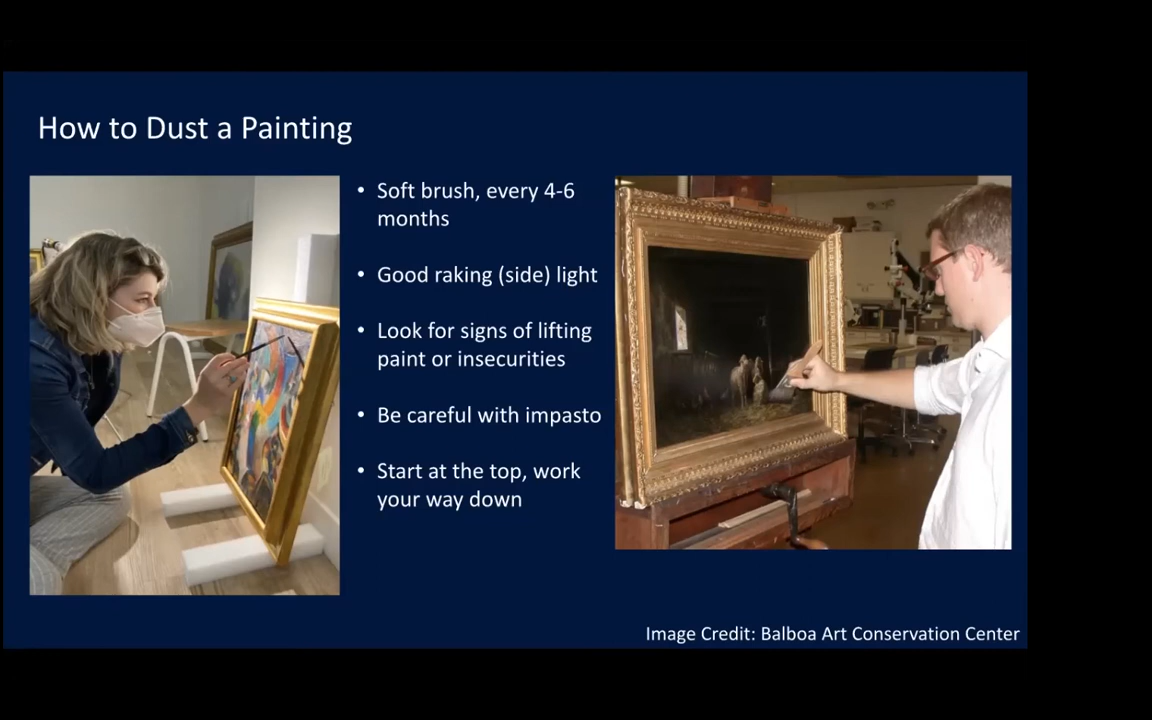 How to Dust a Painting
• Soft brush, every 4-6
months
• Good raking (side) light
• Look for signs of lifting
paint or insecurities
• Be careful with impasto
• Start at the top, work
your way down
Image Credit: Balboa Art Conservation Center